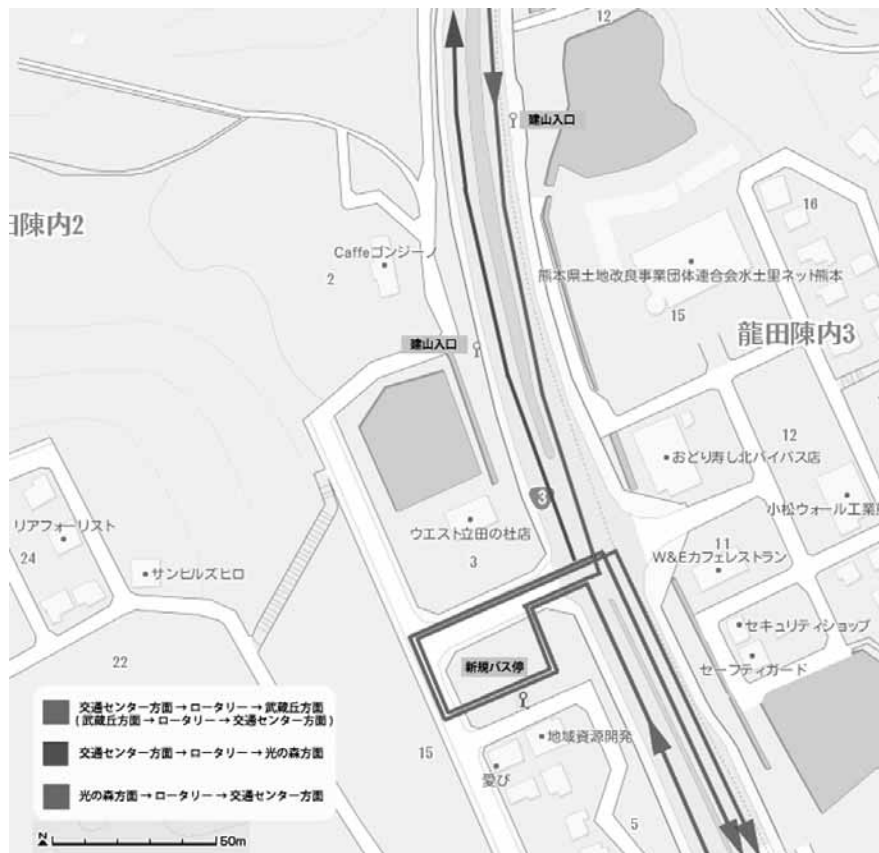 12
建山入口
田陳内2
16
Caffeゴンジーノ
2
熊本県土地改良事業団体連合会水土里ネット熊本
15
建山入口
龍田陳内3
12
おどり寿し北バイパス店
3
小松ウォール工業
リアフォーリスト
ウエスト立田の杜店
24
3
11
W&Eカフェレストラン
サンヒルズヒロ
セキュリティショップ
新規バス停
セーフティガード
22
交通センター方面→ロータリー→武蔵丘方面
(武蔵丘方面→ロータリー→交通センター方面)
地域資源開発
15
交通センター方面→ロータリー→光の森方面
愛び
光の森方面→ロータリー→交通センター方面
5
N
50m